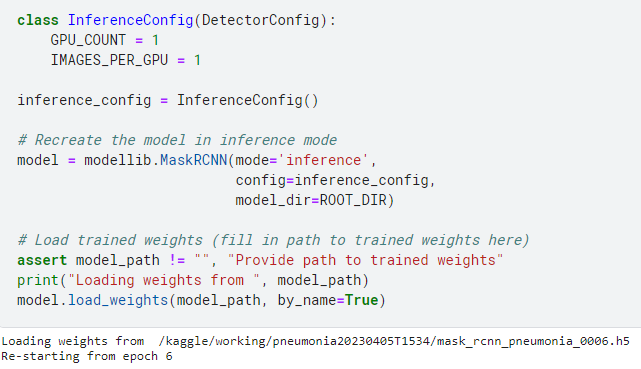 class InferenceConfig(DetectorConfig):
    GPU_COUNT = 1
    IMAGES_PER_GPU = 1

inference_config = InferenceConfig()

# Recreate the model in inference mode
model = modellib.MaskRCNN(mode='inference',
                          config=inference_config,
                          model_dir=ROOT_DIR)

# Load trained weights (fill in path to trained weights here)
assert model_path != "", "Provide path to trained weights"
print("Loading weights from ", model_path)
model.load_weights(model_path, by_name=True)
Loading weights from  /kaggle/working/pneumonia20230405T1534/mask_rcnn_pneumonia_0006.h5
Re-starting from epoch 6